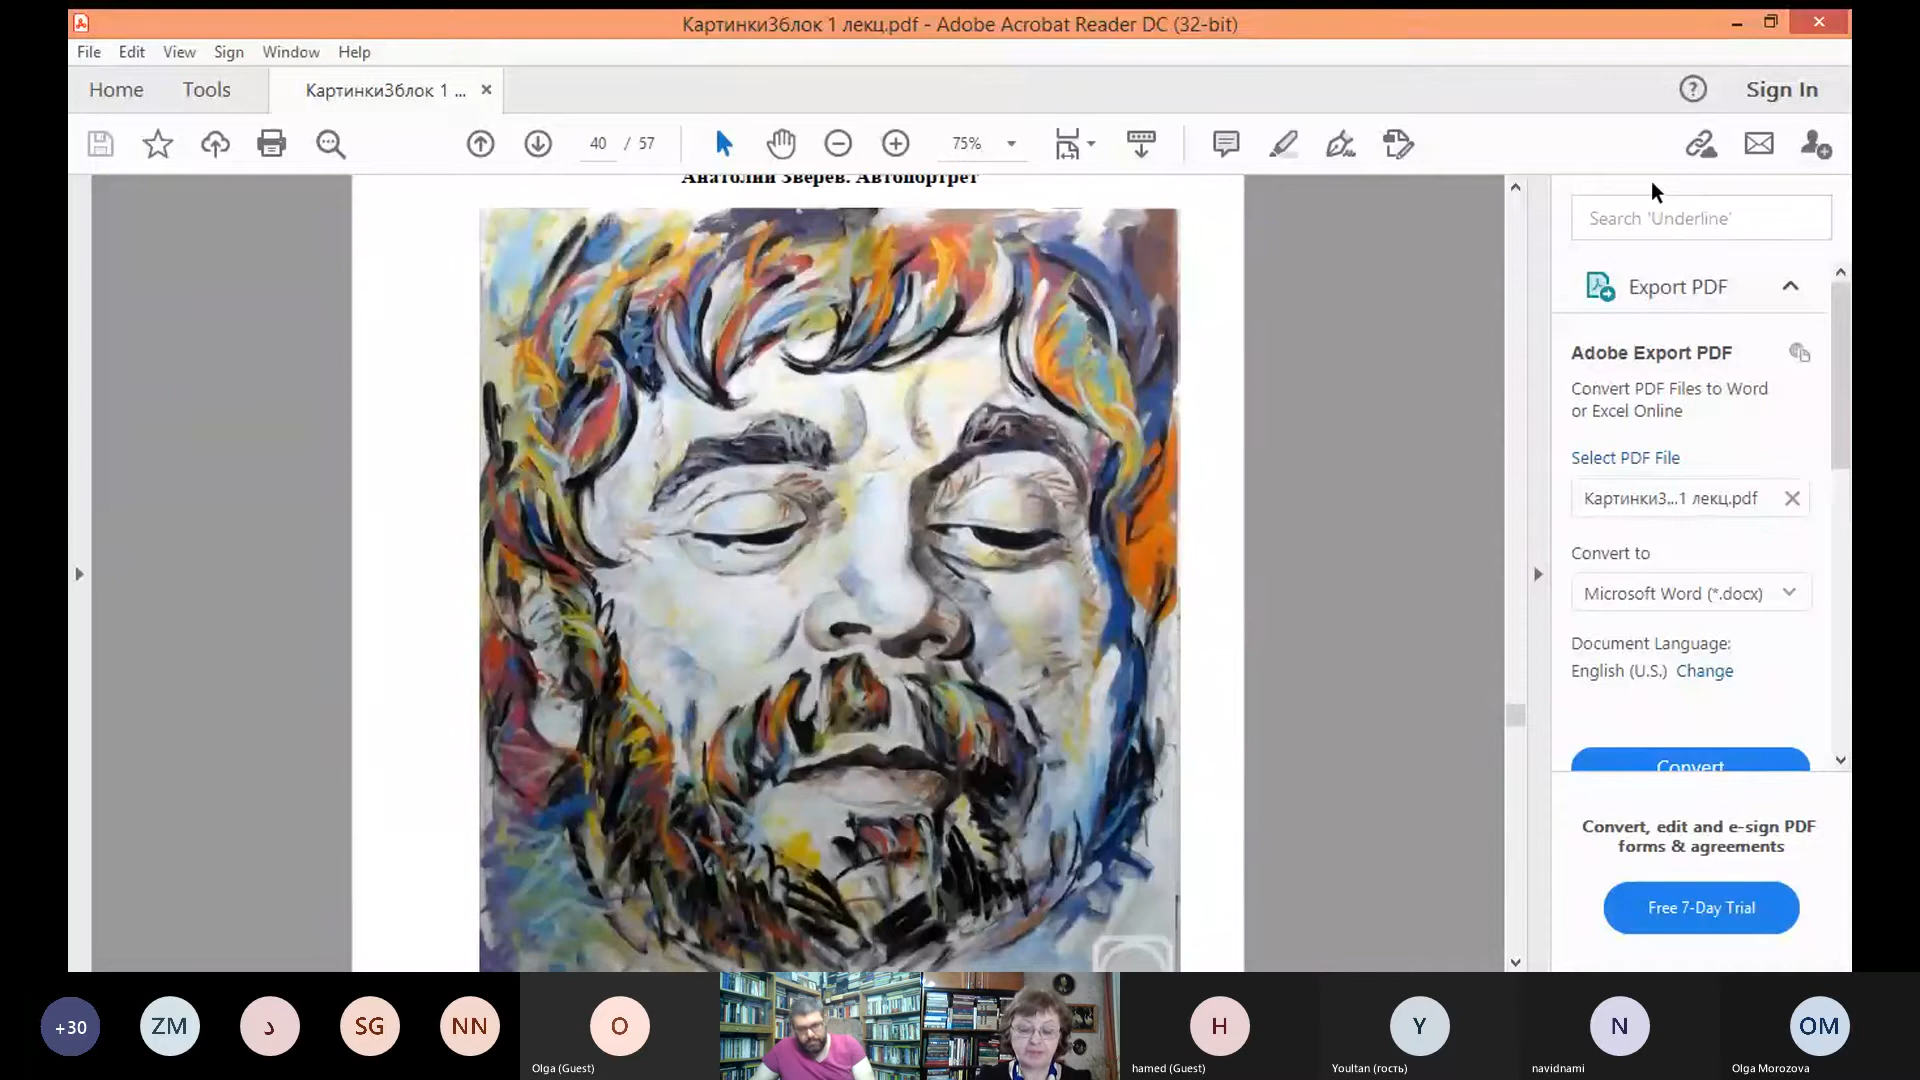 Картинки3блок 1 лекц.pdf - Adobe Acrobat Reader DC (32-bit)
File Edit View Sign Window Help
Home Tools Картинки3блок 1 ... Sign In
40 / 57 75%
Анатолий Зверев. Автопортрет
Search 'Underline'
Export PDF
Adobe Export PDF
Convert PDF Files to Word
or Excel Online
Select PDF File
Картинки3...1 лекц.pdf
Convert to
Microsoft Word (*.docx)
Document Language:
English (U.S.) Change
Convert
Convert, edit and e-sign PDF
forms & agreements
Free 7-Day Trial
+30 ZM د SG NN O H Y N OM
Olga (Guest) hamed (Guest) Youltan (гость) navidnami Olga Morozova